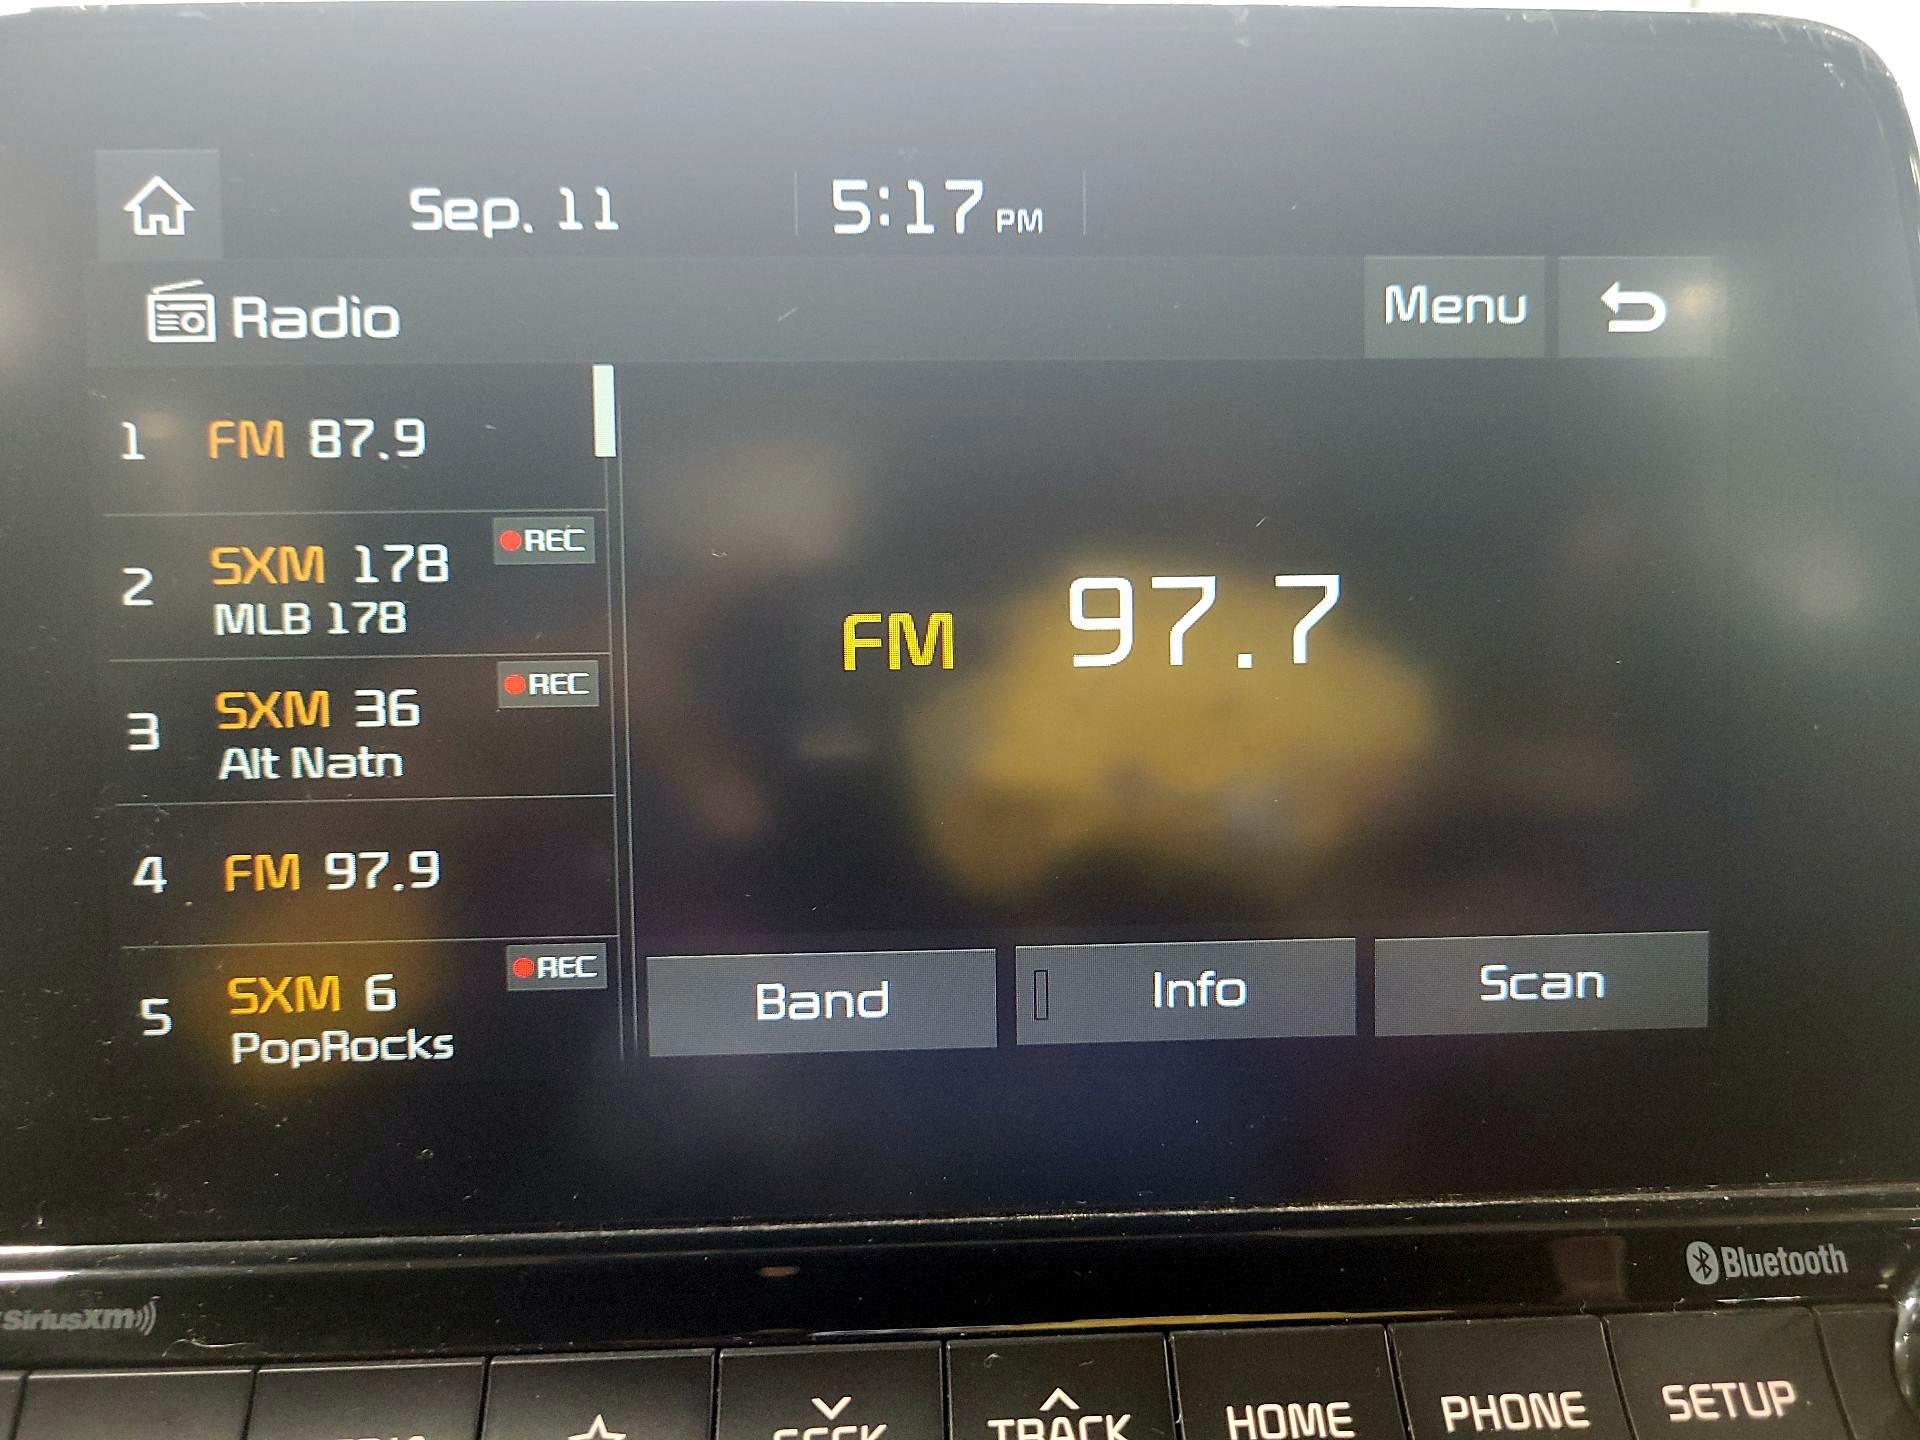 Sep. 11
5:17 PM
Radio
Menu
1 FM 87.9
2 SXM 178 REC
MLB 178
3 SXM 36 REC
Alt Natn
4 FM 97.9
5 SXM 6 REC
PopRocks
FM 97.7
Band
Info
Scan
Bluetooth
SiriusXM
SEEK
TRACK
HOME
PHONE
SETUP